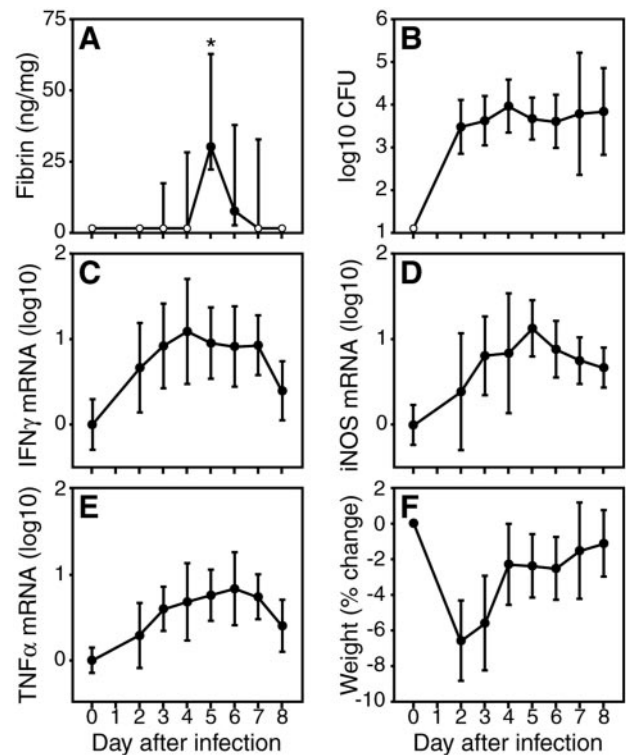 A
Fibrin (ng/mg)
75
50
25
0
*
B
log10 CFU
6
5
4
3
2
1
C
IFNγ mRNA (log10)
2
1
0
D
iNOS mRNA (log10)
2
1
0
E
TNFα mRNA (log10)
2
1
0
0 1 2 3 4 5 6 7 8
Day after infection
F
Weight (% change)
2
0
-2
-4
-6
-8
-10
0 1 2 3 4 5 6 7 8
Day after infection